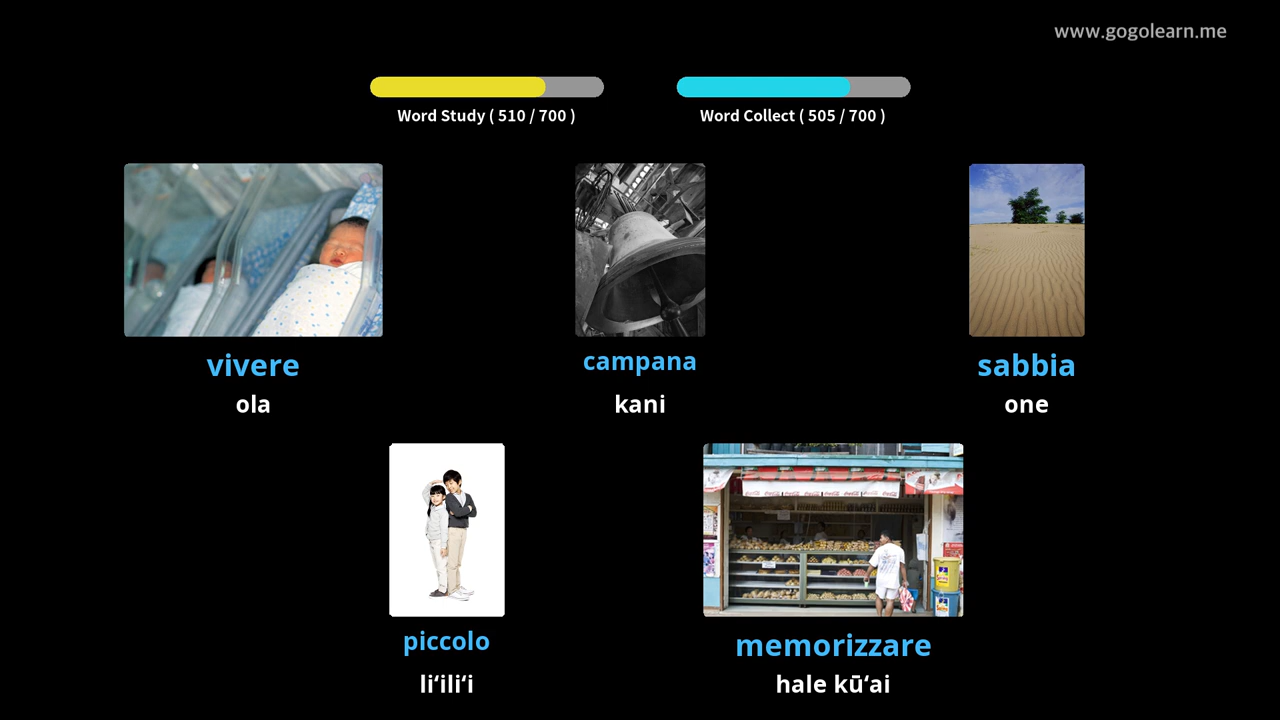 www.gogolearn.me
Word Study ( 510 / 700 )
Word Collect ( 505 / 700 )
vivere
campana
sabbia
ola
kani
one
piccolo
memorizzare
liʻiliʻi
hale kūʻai